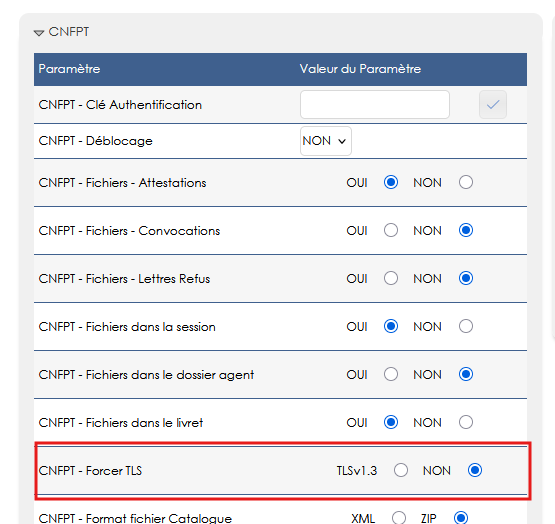 CNFPT
Paramètre Valeur du Paramètre
CNFPT - Clé Authentification
CNFPT - Déblocage NON
CNFPT - Fichiers - Attestations OUI NON
CNFPT - Fichiers - Convocations OUI NON
CNFPT - Fichiers - Lettres Refus OUI NON
CNFPT - Fichiers dans la session OUI NON
CNFPT - Fichiers dans le dossier agent OUI NON
CNFPT - Fichiers dans le livret OUI NON
CNFPT - Forcer TLS TLSv1.3 NON
CNFPT - Format fichier Catalogue XML ZIP